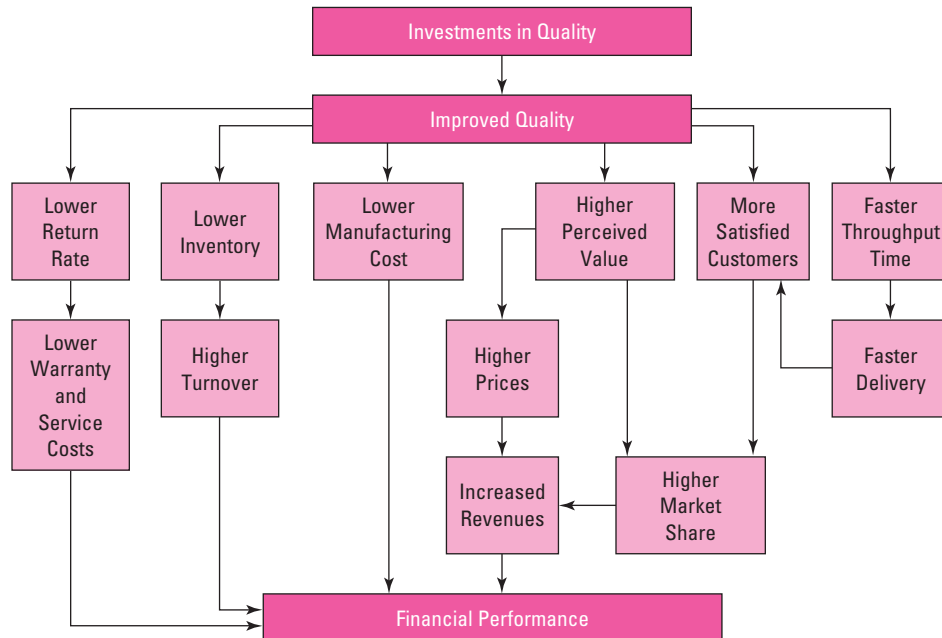 Investments in Quality
Improved Quality
Lower
Return
Rate
Lower
Inventory
Lower
Manufacturing
Cost
Higher
Perceived
Value
More
Satisfied
Customers
Faster
Throughput
Time
Lower
Warranty
and
Service
Costs
Higher
Turnover
Higher
Prices
Faster
Delivery
Increased
Revenues
Higher
Market
Share
Financial Performance